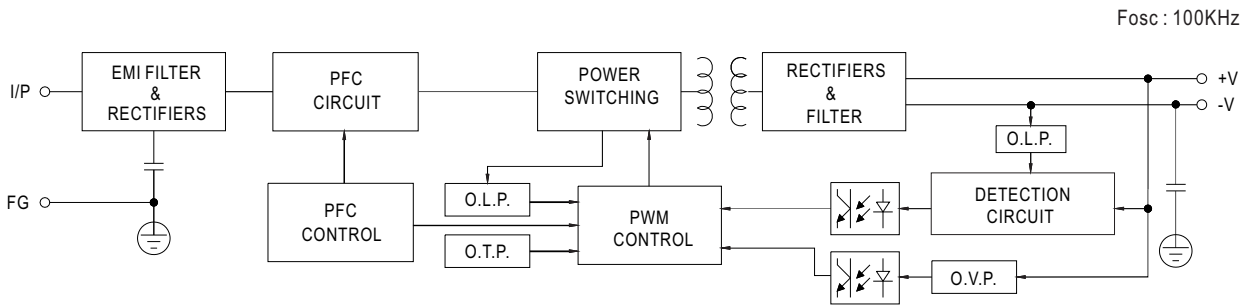 Fosc : 100KHz
I/P
EMI FILTER
&
RECTIFIERS
PFC
CIRCUIT
POWER
SWITCHING
RECTIFIERS
&
FILTER
+V
-V
O.L.P.
FG
PFC
CONTROL
O.L.P.
O.T.P.
PWM
CONTROL
DETECTION
CIRCUIT
O.V.P.